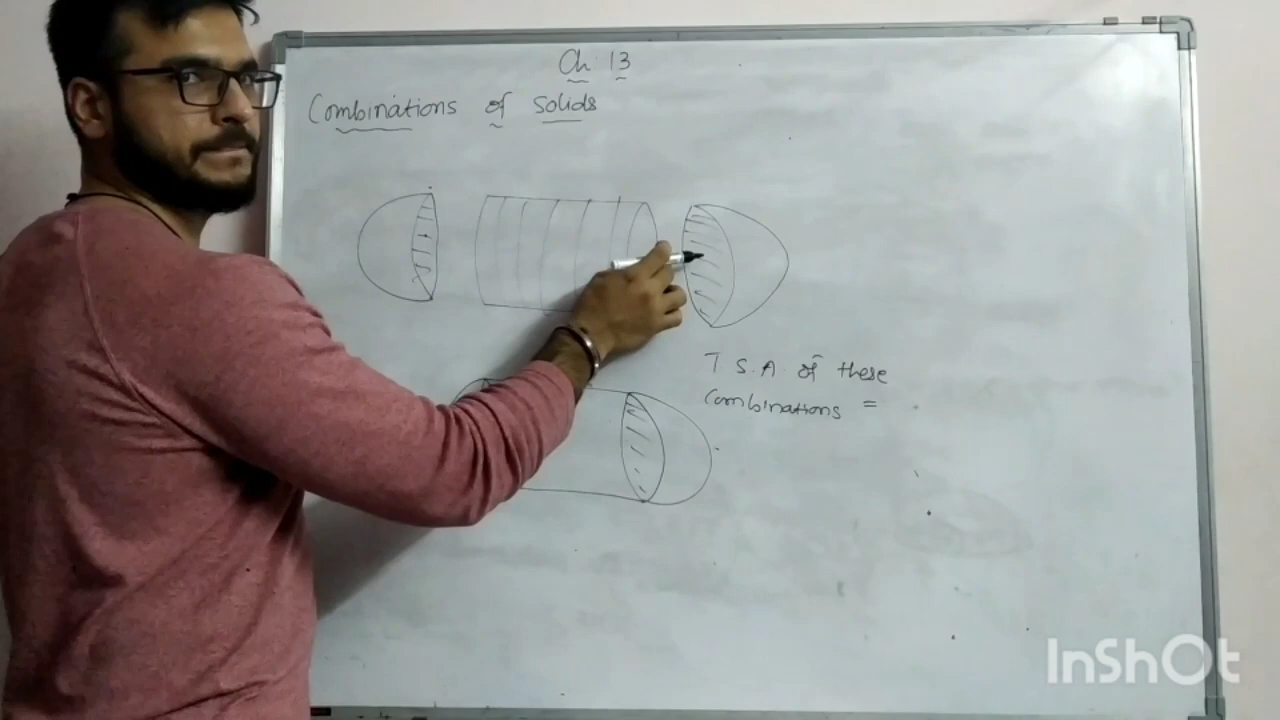 Ch 13
Combinations of solids
T.S.A. of these
combinations =
InShOt